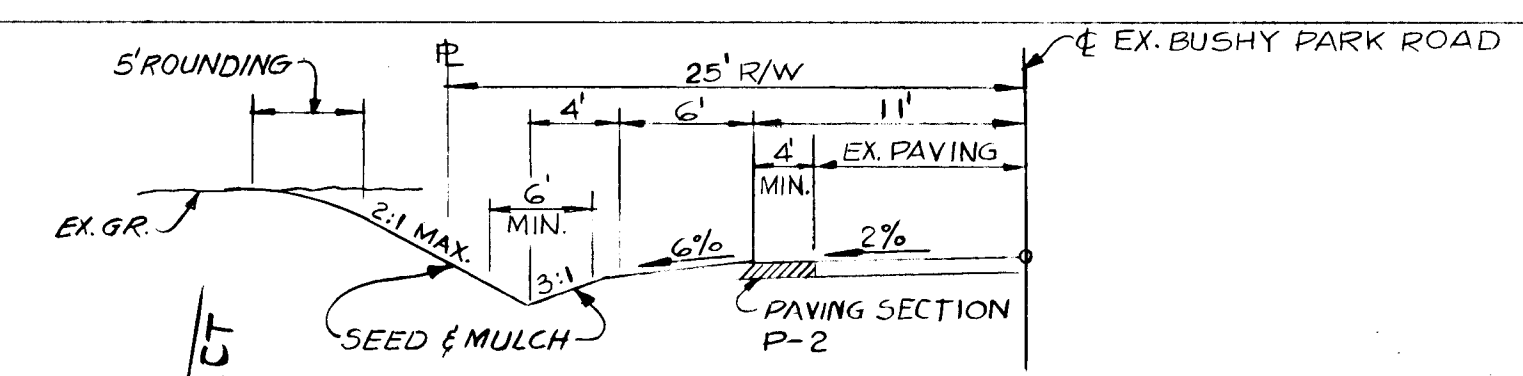 5' ROUNDING
℄ EX. BUSHY PARK ROAD
25' R/W
4'
6'
11'
4'
MIN.
EX. PAVING
6'
MIN.
EX. GR.
2:1 MAX.
3:1
6%
2%
SEED & MULCH
PAVING SECTION
P-2
CT
PL